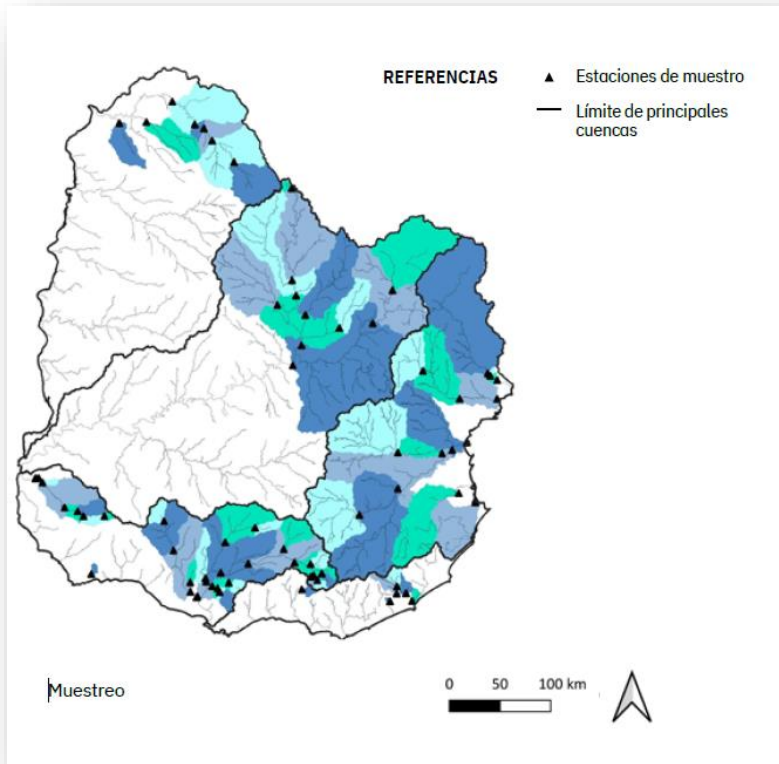 REFERENCIAS
Estaciones de muestro
Límite de principales
cuencas
Muestreo
0 50 100 km